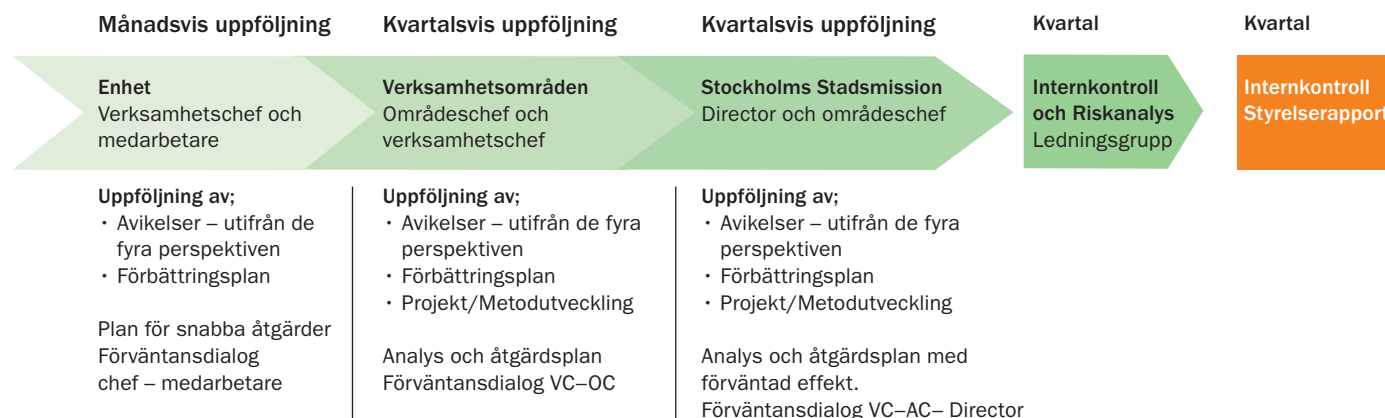 Månadsvis uppföljning
Enhet
Verksamhetschef och
medarbetare
Uppföljning av;
· Avikelser – utifrån de
fyra perspektiven
· Förbättringsplan
Plan för snabba åtgärder
Förväntansdialog
chef – medarbetare
Kvartalsvis uppföljning
Verksamhetsområden
Områdeschef och
verksamhetschef
Uppföljning av;
· Avikelser – utifrån de fyra
perspektiven
· Förbättringsplan
· Projekt/Metodutveckling
Analys och åtgärdsplan
Förväntansdialog VC–OC
Kvartalsvis uppföljning
Stockholms Stadsmission
Director och områdeschef
Uppföljning av;
· Avikelser – utifrån de fyra
perspektiven
· Förbättringsplan
· Projekt/Metodutveckling
Analys och åtgärdsplan med
förväntad effekt.
Förväntansdialog VC–AC– Director
Kvartal
Internkontroll
och Riskanalys
Ledningsgrupp
Kvartal
Internkontroll
Styrelserapport